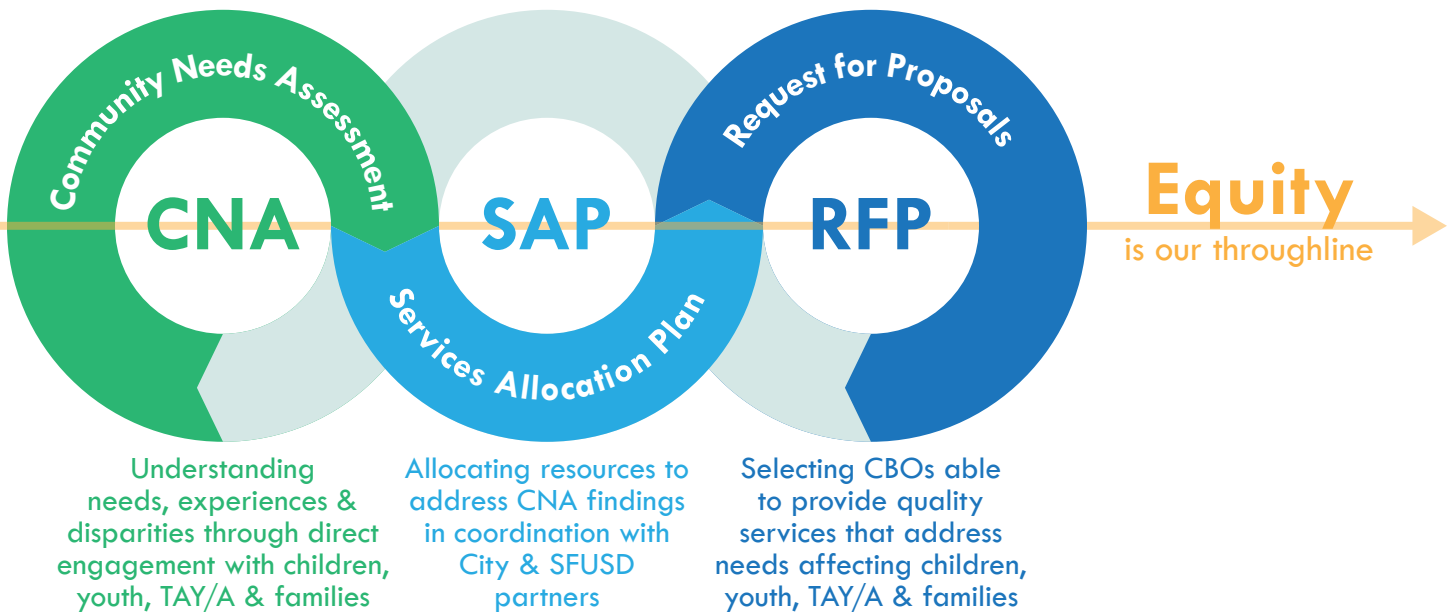 Community Needs Assessment
CNA
Understanding
needs, experiences &
disparities through direct
engagement with children,
youth, TAY/A & families
Services Allocation Plan
SAP
Allocating resources to
address CNA findings
in coordination with
City & SFUSD
partners
Request for Proposals
RFP
Selecting CBOs able
to provide quality
services that address
needs affecting children,
youth, TAY/A & families
Equity
is our throughline